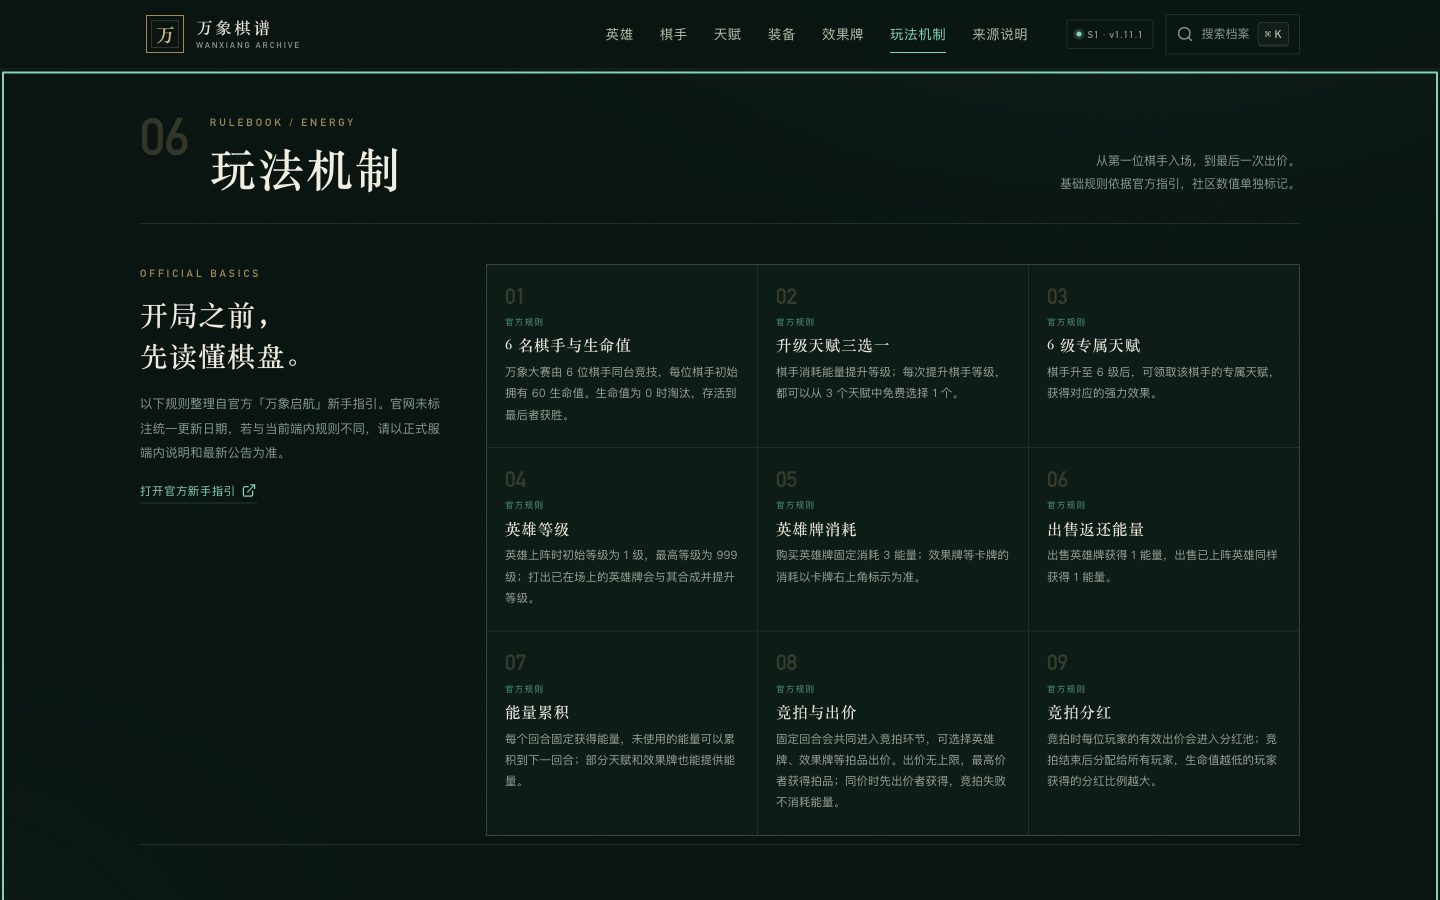 万
万象棋谱
WANXIANG ARCHIVE
英雄
棋手
天赋
装备
效果牌
玩法机制
来源说明
S1 · v1.11.1
搜索档案
⌘ K
06
RULEBOOK / ENERGY
玩法机制
从第一位棋手入场，到最后一次出价。
基础规则依据官方指引，社区数值单独标记。
OFFICIAL BASICS
开局之前，
先读懂棋盘。
以下规则整理自官方「万象启航」新手指引。官网未标
注统一更新日期，若与当前端内规则不同，请以正式服
端内说明和最新公告为准。
打开官方新手指引
01
官方规则
6 名棋手与生命值
万象大赛由 6 位棋手同台竞技，每位棋手初始
拥有 60 生命值。生命值为 0 时淘汰，存活到
最后者获胜。
02
官方规则
升级天赋三选一
棋手消耗能量提升等级；每次提升棋手等级，
都可以从 3 个天赋中免费选择 1 个。
03
官方规则
6 级专属天赋
棋手升至 6 级后，可领取该棋手的专属天赋，
获得对应的强力效果。
04
官方规则
英雄等级
英雄上阵时初始等级为 1 级，最高等级为 999
级；打出已在场上的英雄牌会与其合成并提升
等级。
05
官方规则
英雄牌消耗
购买英雄牌固定消耗 3 能量；效果牌等卡牌的
消耗以卡牌右上角标示为准。
06
官方规则
出售返还能量
出售英雄牌获得 1 能量，出售已上阵英雄同样
获得 1 能量。
07
官方规则
能量累积
每个回合固定获得能量，未使用的能量可以累
积到下一回合；部分天赋和效果牌也能提供能
量。
08
官方规则
竞拍与出价
固定回合会共同进入竞拍环节，可选择英雄
牌、效果牌等拍品出价。出价无上限，最高价
者获得拍品；同价时先出价者获得，竞拍失败
不消耗能量。
09
官方规则
竞拍分红
竞拍时每位玩家的有效出价会进入分红池；竞
拍结束后分配给所有玩家，生命值越低的玩家
获得的分红比例越大。